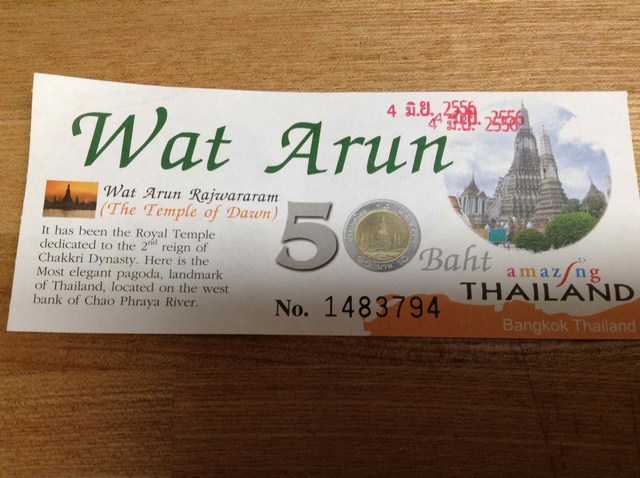 4 มิ.ย. 2556
4 มิ.ย. 2556
Wat Arun
Wat Arun Rajwararam
(The Temple of Dawn)
It has been the Royal Temple
dedicated to the 2nd reign of
Chakkri Dynasty. Here is the
Most elegant pagoda, landmark
of Thailand, located on the west
bank of Chao Phraya River.
50 Baht
amazing
THAILAND
No. 1483794
Bangkok Thailand